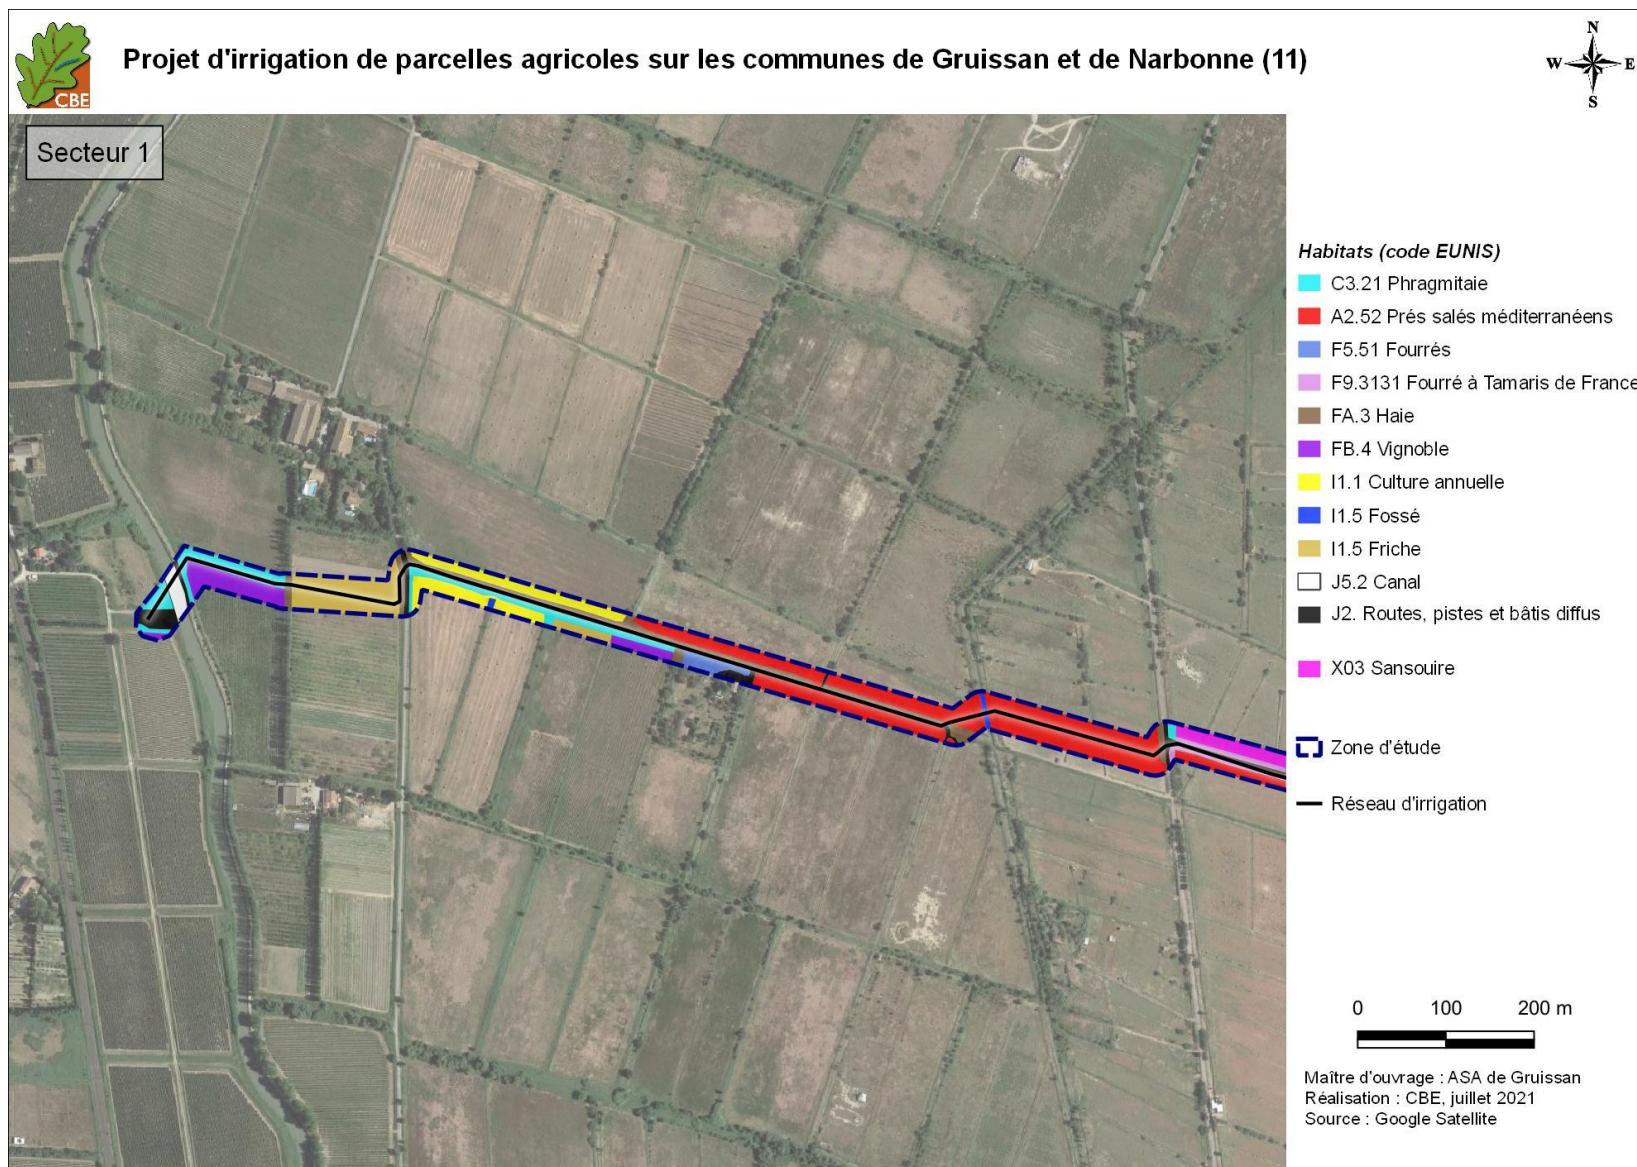 CBE
Projet d'irrigation de parcelles agricoles sur les communes de Gruissan et de Narbonne (11)
N
W E
S
Secteur 1
Habitats (code EUNIS)
C3.21 Phragmitaie
A2.52 Prés salés méditerranéens
F5.51 Fourrés
F9.3131 Fourré à Tamaris de France
FA.3 Haie
FB.4 Vignoble
I1.1 Culture annuelle
I1.5 Fossé
I1.5 Friche
J5.2 Canal
J2. Routes, pistes et bâtis diffus
X03 Sansouire
Zone d'étude
Réseau d'irrigation
0 100 200 m
Maître d'ouvrage : ASA de Gruissan
Réalisation : CBE, juillet 2021
Source : Google Satellite